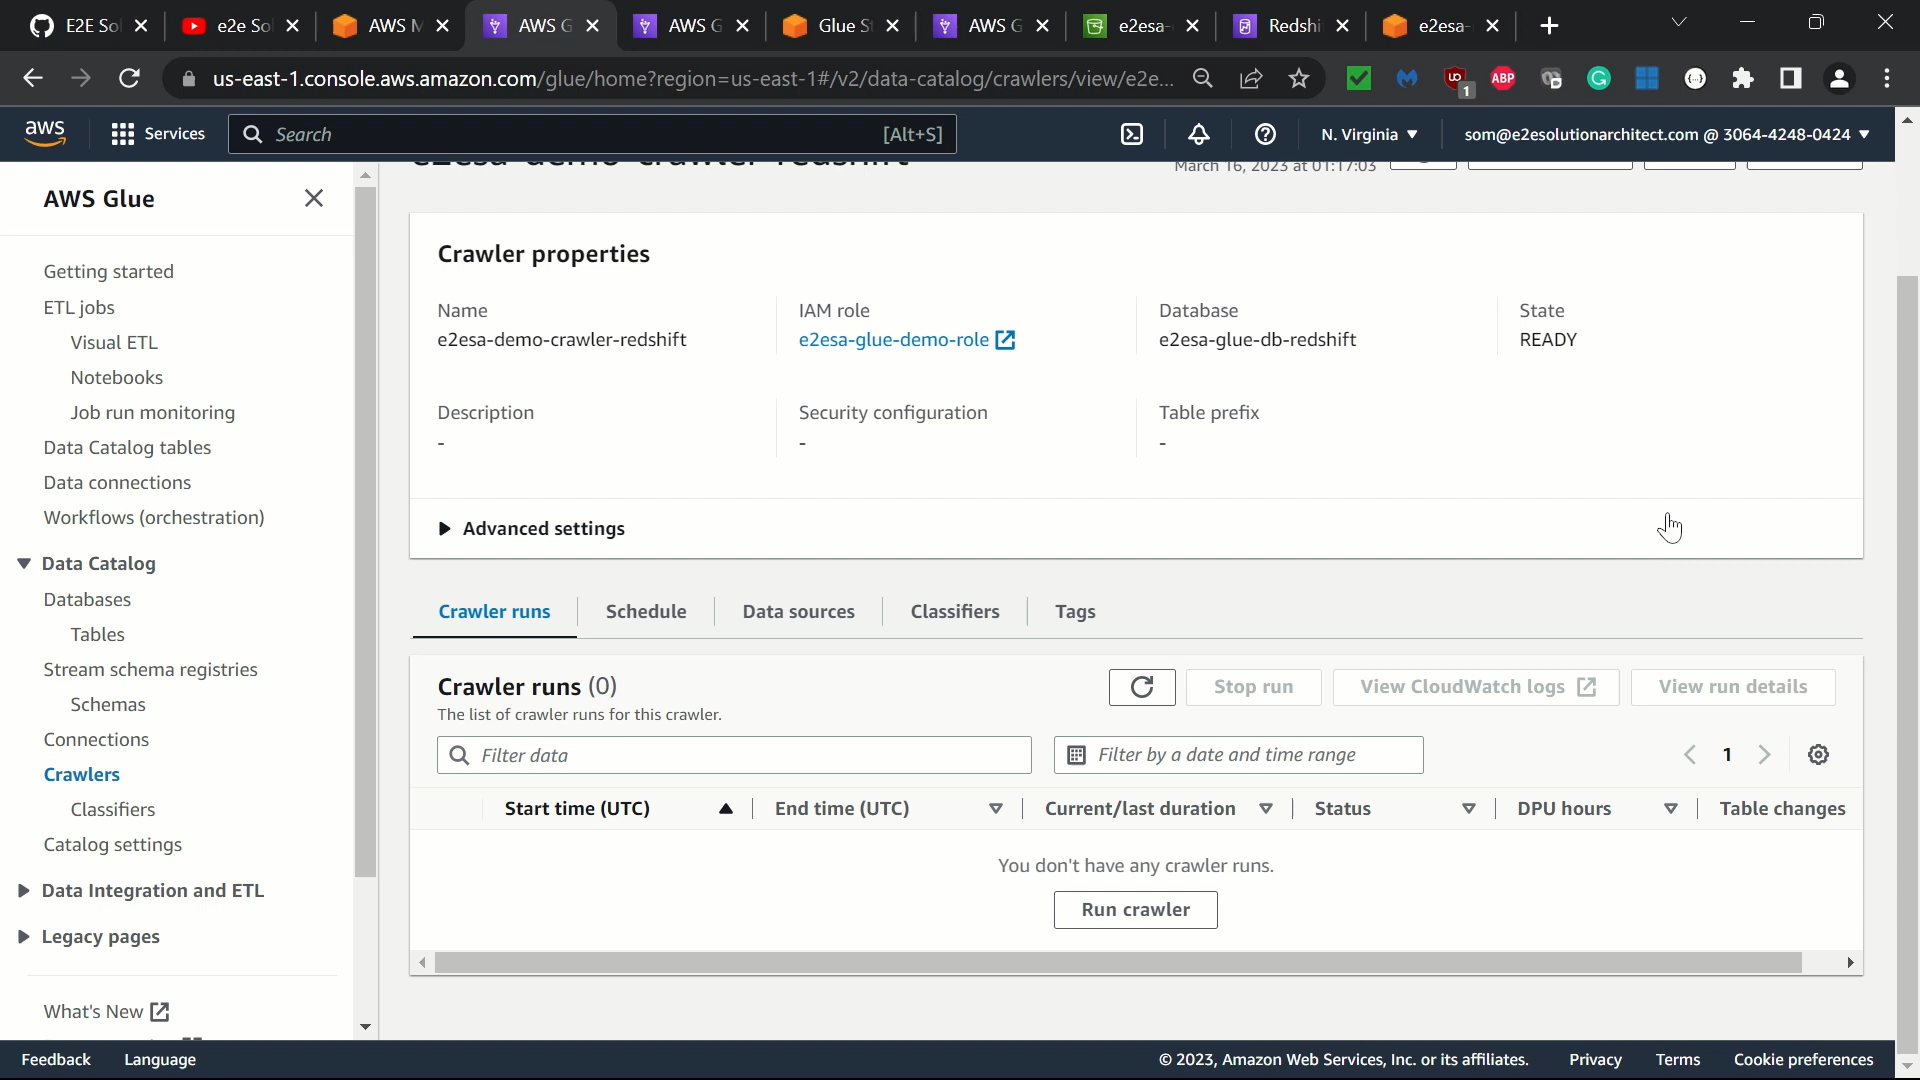 E2E So
e2e So
AWS M
AWS G
AWS G
Glue S
AWS G
e2esa-
Redshi
e2esa-
us-east-1.console.aws.amazon.com/glue/home?region=us-east-1#/v2/data-catalog/crawlers/view/e2e...
1
ABP
aws
Services
Search
[Alt+S]
N. Virginia
som@e2esolutionarchitect.com @ 3064-4248-0424
AWS Glue
Getting started
ETL jobs
Visual ETL
Notebooks
Job run monitoring
Data Catalog tables
Data connections
Workflows (orchestration)
Data Catalog
Databases
Tables
Stream schema registries
Schemas
Connections
Crawlers
Classifiers
Catalog settings
Data Integration and ETL
Legacy pages
What's New
e2esa-demo-crawler-redshift
March 16, 2023 at 01:17:03
Crawler properties
Name
e2esa-demo-crawler-redshift
IAM role
e2esa-glue-demo-role
Database
e2esa-glue-db-redshift
State
READY
Description
-
Security configuration
-
Table prefix
-
Advanced settings
Crawler runs
Schedule
Data sources
Classifiers
Tags
Crawler runs (0)
The list of crawler runs for this crawler.
Stop run
View CloudWatch logs
View run details
Filter data
Filter by a date and time range
1
Start time (UTC)
End time (UTC)
Current/last duration
Status
DPU hours
Table changes
You don't have any crawler runs.
Run crawler
Feedback
Language
© 2023, Amazon Web Services, Inc. or its affiliates.
Privacy
Terms
Cookie preferences